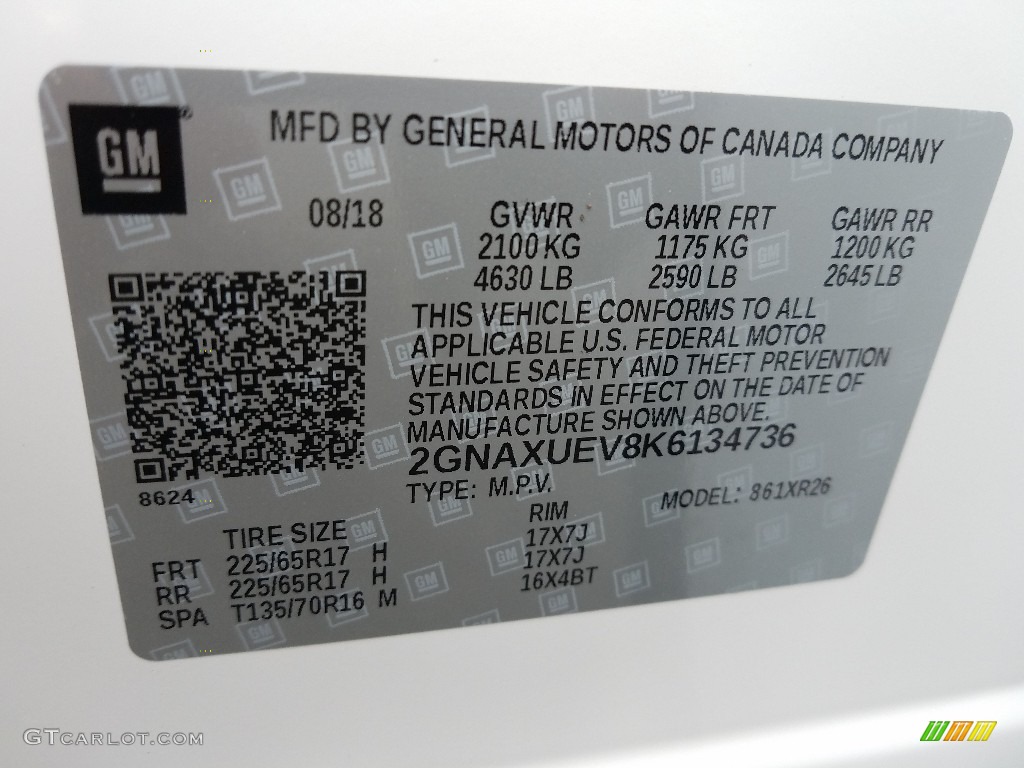 GM
MFD BY GENERAL MOTORS OF CANADA COMPANY
08/18 GVWR GAWR FRT GAWR RR
2100 KG 1175 KG 1200 KG
4630 LB 2590 LB 2645 LB
THIS VEHICLE CONFORMS TO ALL
APPLICABLE U.S. FEDERAL MOTOR
VEHICLE SAFETY AND THEFT PREVENTION
STANDARDS IN EFFECT ON THE DATE OF
MANUFACTURE SHOWN ABOVE.
2GNAXUEV8K6134736
8624 TYPE: M.P.V. MODEL: 861XR26
TIRE SIZE RIM
FRT 225/65R17 H 17X7J
RR 225/65R17 H 17X7J
SPA T135/70R16 M 16X4BT
GTCARLOT.COM